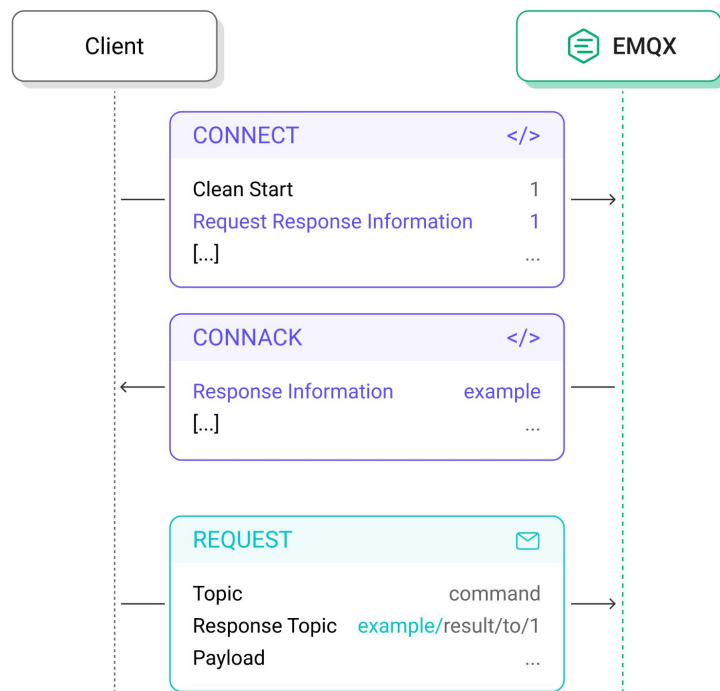 Client
EMQX
CONNECT </>
Clean Start 1
Request Response Information 1
[...] ...
CONNACK </>
Response Information example
[...] ...
REQUEST
Topic command
Response Topic example/result/to/1
Payload ...